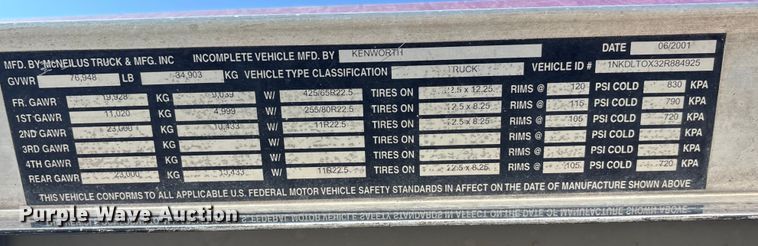 MFD. BY McNEILUS TRUCK & MFG. INC INCOMPLETE VEHICLE MFD. BY KENWORTH DATE 06/2001
GVWR 76,948 LB 34,903 KG VEHICLE TYPE CLASSIFICATION TRUCK VEHICLE ID # 1NKDLTOX32R884925
FR. GAWR 19,928 KG 9,039 W/ 425/65R22.5 TIRES ON 12.25 RIMS @ 120 PSI COLD 830 KPA
1ST GAWR 11,020 KG 4,999 W/ 255/80R22.5 TIRES ON 22.5 x 8.25 RIMS @ 115 PSI COLD 790 KPA
2ND GAWR 23,000 KG 10,433 W/ 11R22.5 TIRES ON 22.5 x 8.25 RIMS @ 105 PSI COLD 720 KPA
3RD GAWR KG W/ TIRES ON RIMS @ PSI COLD KPA
4TH GAWR KG W/ TIRES ON RIMS @ PSI COLD KPA
REAR GAWR 23,000 KG 10,433 W/ 11R22.5 TIRES ON 22.5 x 8.25 RIMS @ 105 PSI COLD 720 KPA
THIS VEHICLE CONFORMS TO ALL APPLICABLE U.S. FEDERAL MOTOR VEHICLE SAFETY STANDARDS IN AFFECT ON THE DATE OF MANUFACTURE SHOWN ABOVE
Purple Wave Auction